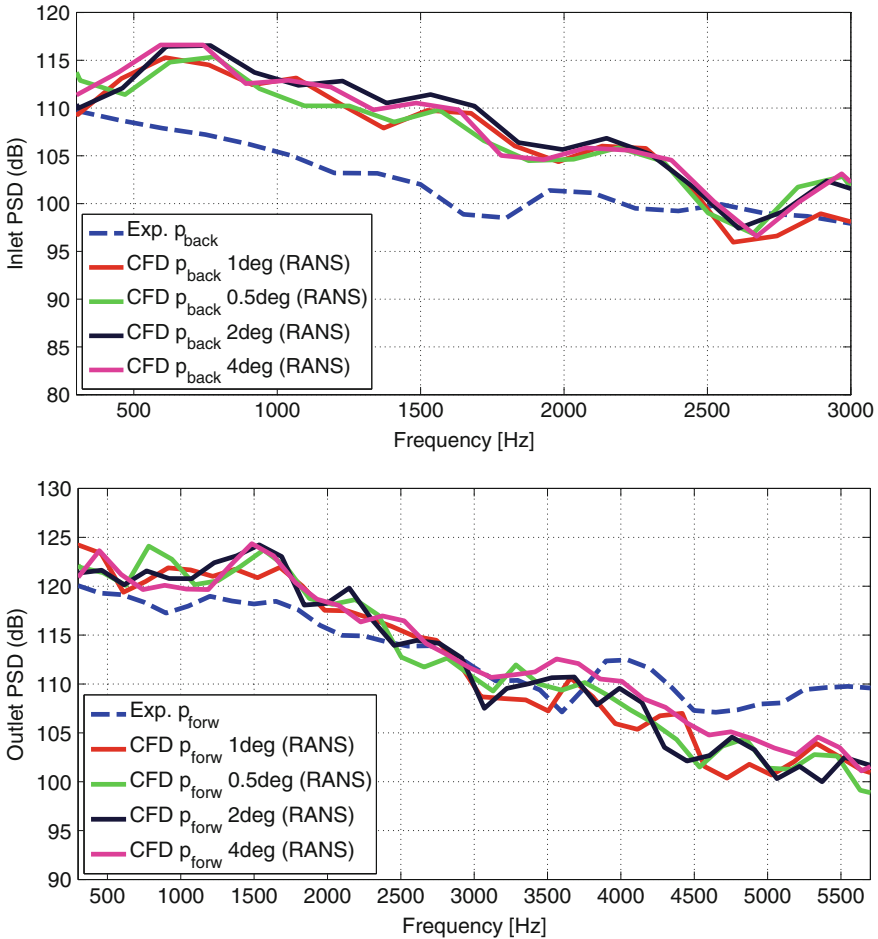 120
115
110
105
100
95
90
85
80
Inlet PSD (dB)
Exp. p_back
CFD p_back 1deg (RANS)
CFD p_back 0.5deg (RANS)
CFD p_back 2deg (RANS)
CFD p_back 4deg (RANS)
500 1000 1500 2000 2500 3000
Frequency [Hz]
130
125
120
115
110
105
100
95
90
Outlet PSD (dB)
Exp. p_forw
CFD p_forw 1deg (RANS)
CFD p_forw 0.5deg (RANS)
CFD p_forw 2deg (RANS)
CFD p_forw 4deg (RANS)
500 1000 1500 2000 2500 3000 3500 4000 4500 5000 5500
Frequency [Hz]